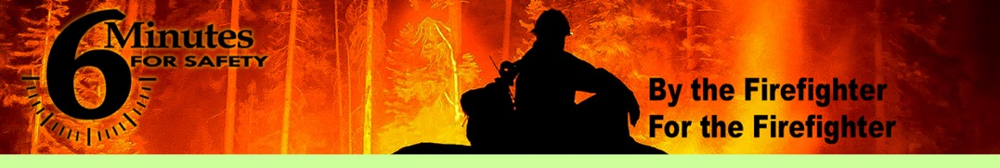 6 Minutes
FOR SAFETY
By the Firefighter
For the Firefighter